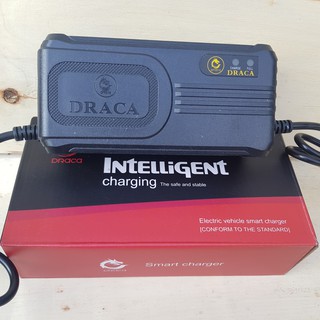 DRACA
DRACA
DRaCa
InTelliGenT
charging The safe and stable
Electric vehicle smart charger
[CONFORM TO THE STANDARD]
Smart charger